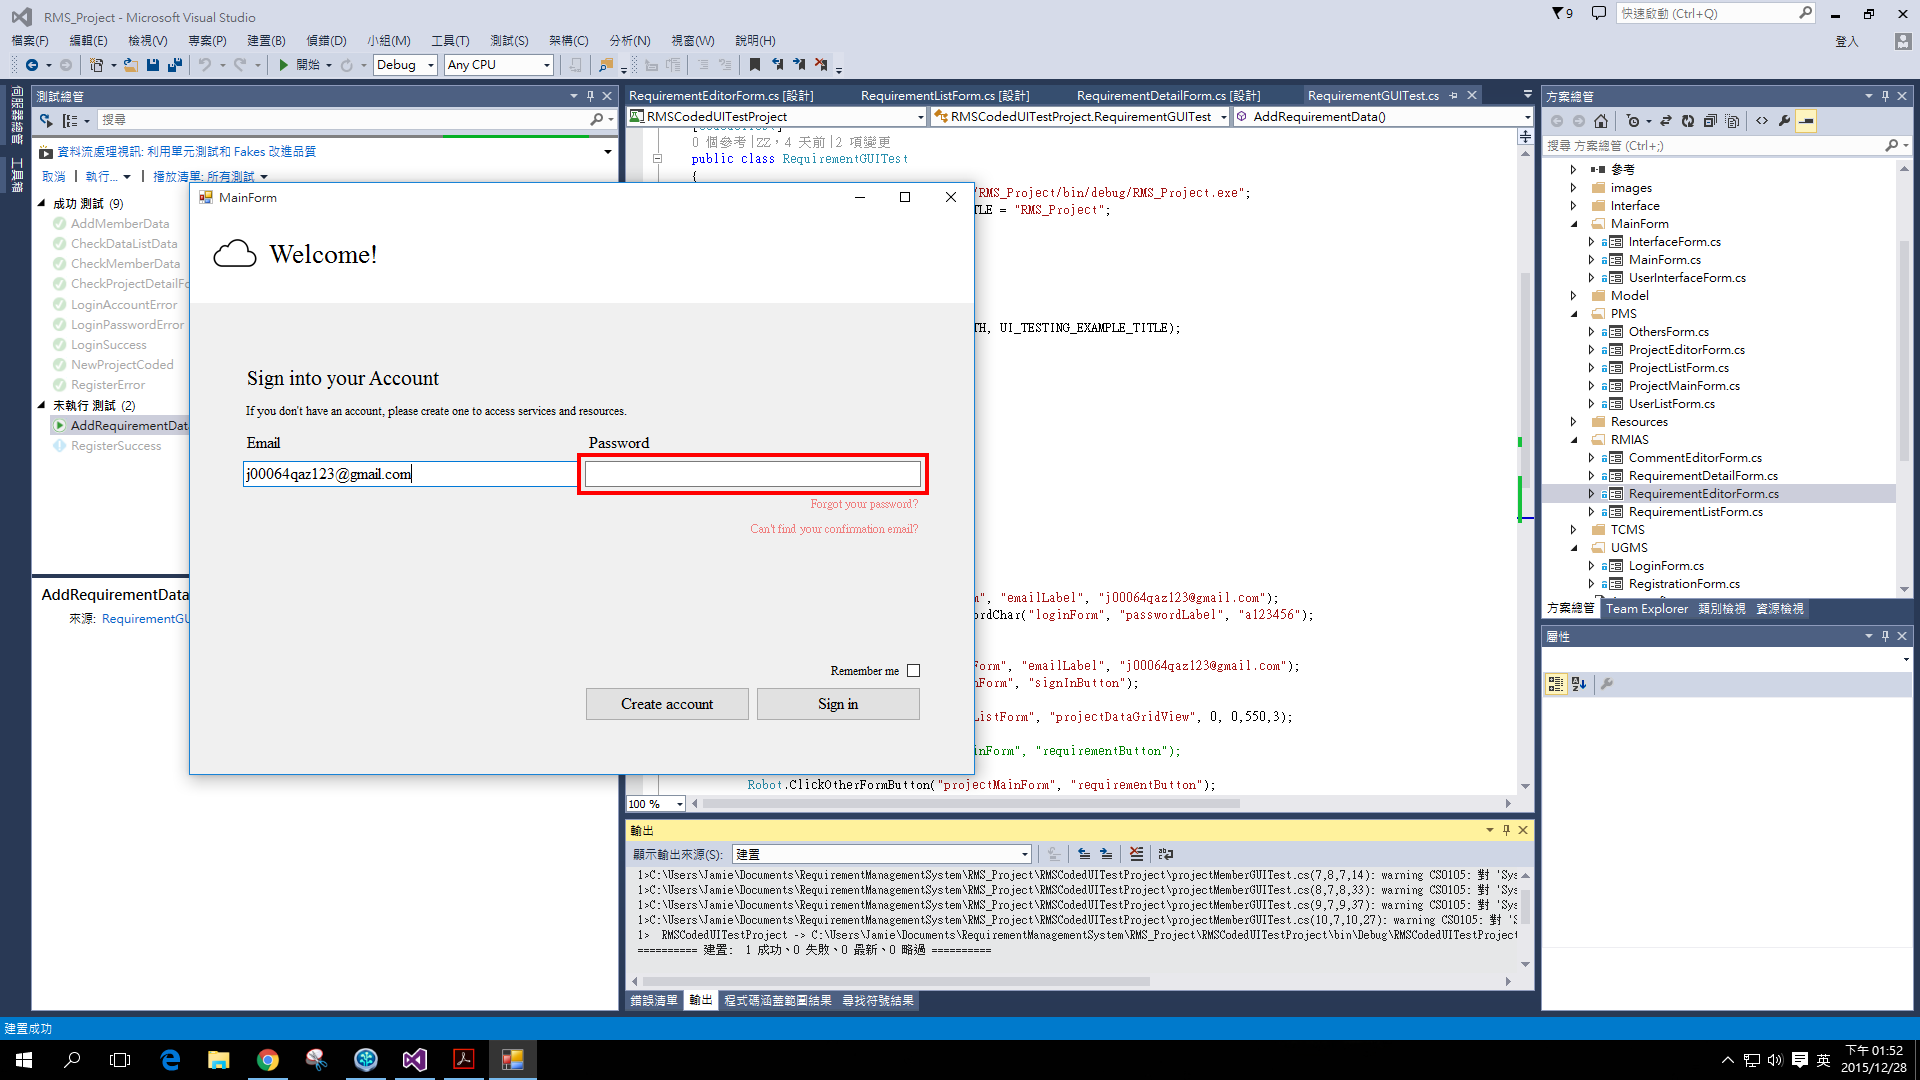 RMS_Project - Microsoft Visual Studio
9
快速啟動 (Ctrl+Q)
檔案(F) 編輯(E) 檢視(V) 專案(P) 建置(B) 偵錯(D) 小組(M) 工具(T) 測試(S) 架構(C) 分析(N) 視窗(W) 說明(H)
登入
開始 Debug Any CPU
伺服器總管
工具箱
測試總管
搜尋
資料流處理視訊: 利用單元測試和 Fakes 改進品質
取消 執行... 播放清單: 所有測試
成功 測試 (9)
AddMemberData
CheckDataListData
CheckMemberData
CheckProjectDetailFo
LoginAccountError
LoginPasswordError
LoginSuccess
NewProjectCoded
RegisterError
未執行 測試 (2)
AddRequirementDat
RegisterSuccess
AddRequirementData
來源: RequirementGU
MainForm
Welcome!
Sign into your Account
If you don't have an account, please create one to access services and resources.
Email Password
j00064qaz123@gmail.com
Forgot your password?
Can't find your confirmation email?
Remember me
Create account Sign in
RequirementEditorForm.cs [設計] RequirementListForm.cs [設計] RequirementDetailForm.cs [設計] RequirementGUITest.cs
RMSCodedUITestProject RMSCodedUITestProject.RequirementGUITest AddRequirementData()
0 個參考|ZZ，4 天前|2 項變更
public class RequirementGUITest
{
/RMS_Project/bin/debug/RMS_Project.exe";
TLE = "RMS_Project";
TH, UI_TESTING_EXAMPLE_TITLE);
", "emailLabel", "j00064qaz123@gmail.com");
ordChar("loginForm", "passwordLabel", "a123456");
Form", "emailLabel", "j00064qaz123@gmail.com");
nForm", "signInButton");
ListForm", "projectDataGridView", 0, 0,550,3);
inForm", "requirementButton");
Robot.ClickOtherFormButton("projectMainForm", "requirementButton");
100 %
輸出
顯示輸出來源(S): 建置
1>C:\Users\Jamie\Documents\RequirementManagementSystem\RMS_Project\RMSCodedUITestProject\projectMemberGUITest.cs(7,8,7,14): warning CS0105: 對 'Sys
1>C:\Users\Jamie\Documents\RequirementManagementSystem\RMS_Project\RMSCodedUITestProject\projectMemberGUITest.cs(8,7,8,33): warning CS0105: 對 'Sys
1>C:\Users\Jamie\Documents\RequirementManagementSystem\RMS_Project\RMSCodedUITestProject\projectMemberGUITest.cs(9,7,9,37): warning CS0105: 對 'Sys
1>C:\Users\Jamie\Documents\RequirementManagementSystem\RMS_Project\RMSCodedUITestProject\projectMemberGUITest.cs(10,7,10,27): warning CS0105: 對 'S
1> RMSCodedUITestProject -> C:\Users\Jamie\Documents\RequirementManagementSystem\RMS_Project\RMSCodedUITestProject\bin\Debug\RMSCodedUITestProject
========== 建置: 1 成功、0 失敗、0 最新、0 略過 ==========
錯誤清單 輸出 程式碼涵蓋範圍結果 尋找符號結果
方案總管
搜尋 方案總管 (Ctrl+;)
參考
images
Interface
MainForm
InterfaceForm.cs
MainForm.cs
UserInterfaceForm.cs
Model
PMS
OthersForm.cs
ProjectEditorForm.cs
ProjectListForm.cs
ProjectMainForm.cs
UserListForm.cs
Resources
RMIAS
CommentEditorForm.cs
RequirementDetailForm.cs
RequirementEditorForm.cs
RequirementListForm.cs
TCMS
UGMS
LoginForm.cs
RegistrationForm.cs
方案總管 Team Explorer 類別檢視 資源檢視
屬性
建置成功
英
下午 01:52
2015/12/28